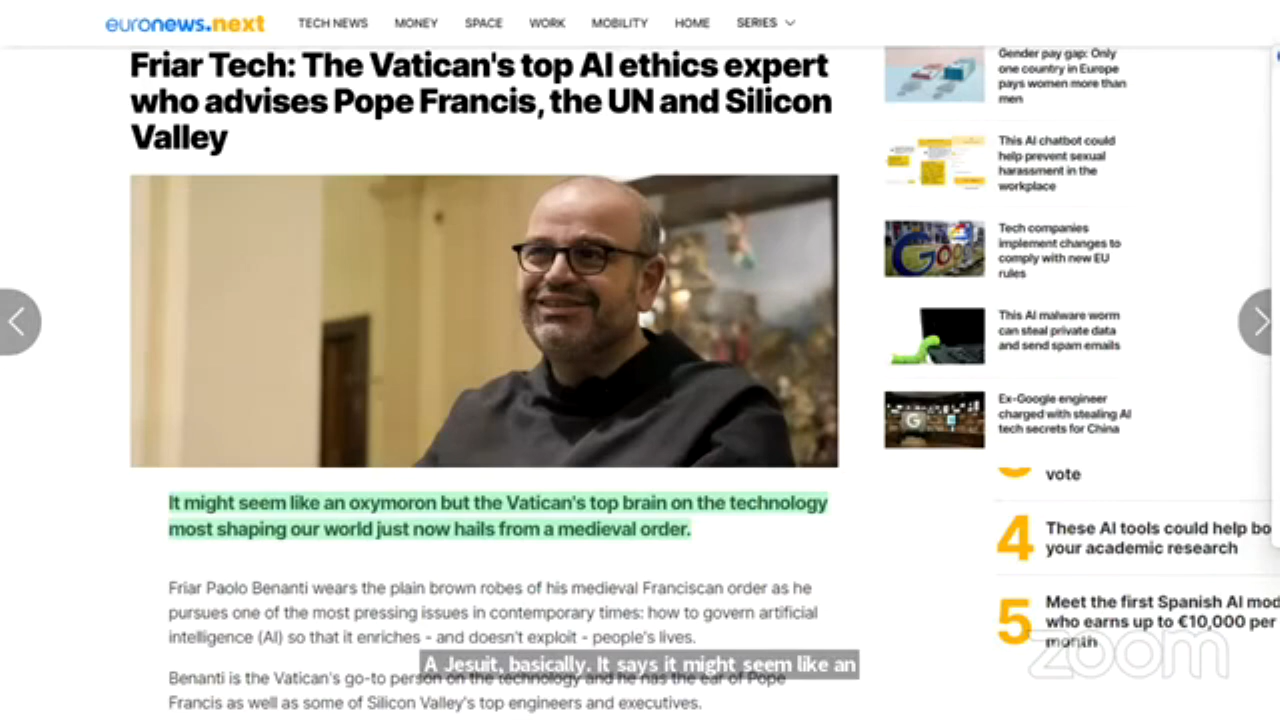 euronews.next
TECH NEWS MONEY SPACE WORK MOBILITY HOME SERIES
Friar Tech: The Vatican's top AI ethics expert
who advises Pope Francis, the UN and Silicon
Valley
It might seem like an oxymoron but the Vatican's top brain on the technology
most shaping our world just now hails from a medieval order.
Friar Paolo Benanti wears the plain brown robes of his medieval Franciscan order as he
pursues one of the most pressing issues in contemporary times: how to govern artificial
intelligence (AI) so that it enriches - and doesn't exploit - people's lives.
Benanti is the Vatican's go-to person on the technology and he has the ear of Pope
Francis as well as some of Silicon Valley's top engineers and executives.
A Jesuit, basically. It says it might seem like an
Gender pay gap: Only
one country in Europe
pays women more than
men
This AI chatbot could
help prevent sexual
harassment in the
workplace
Tech companies
implement changes to
comply with new EU
rules
This AI malware worm
can steal private data
and send spam emails
Ex-Google engineer
charged with stealing AI
tech secrets for China
vote
4
These AI tools could help bo
your academic research
5
Meet the first Spanish AI mod
who earns up to €10,000 per
month
zoom